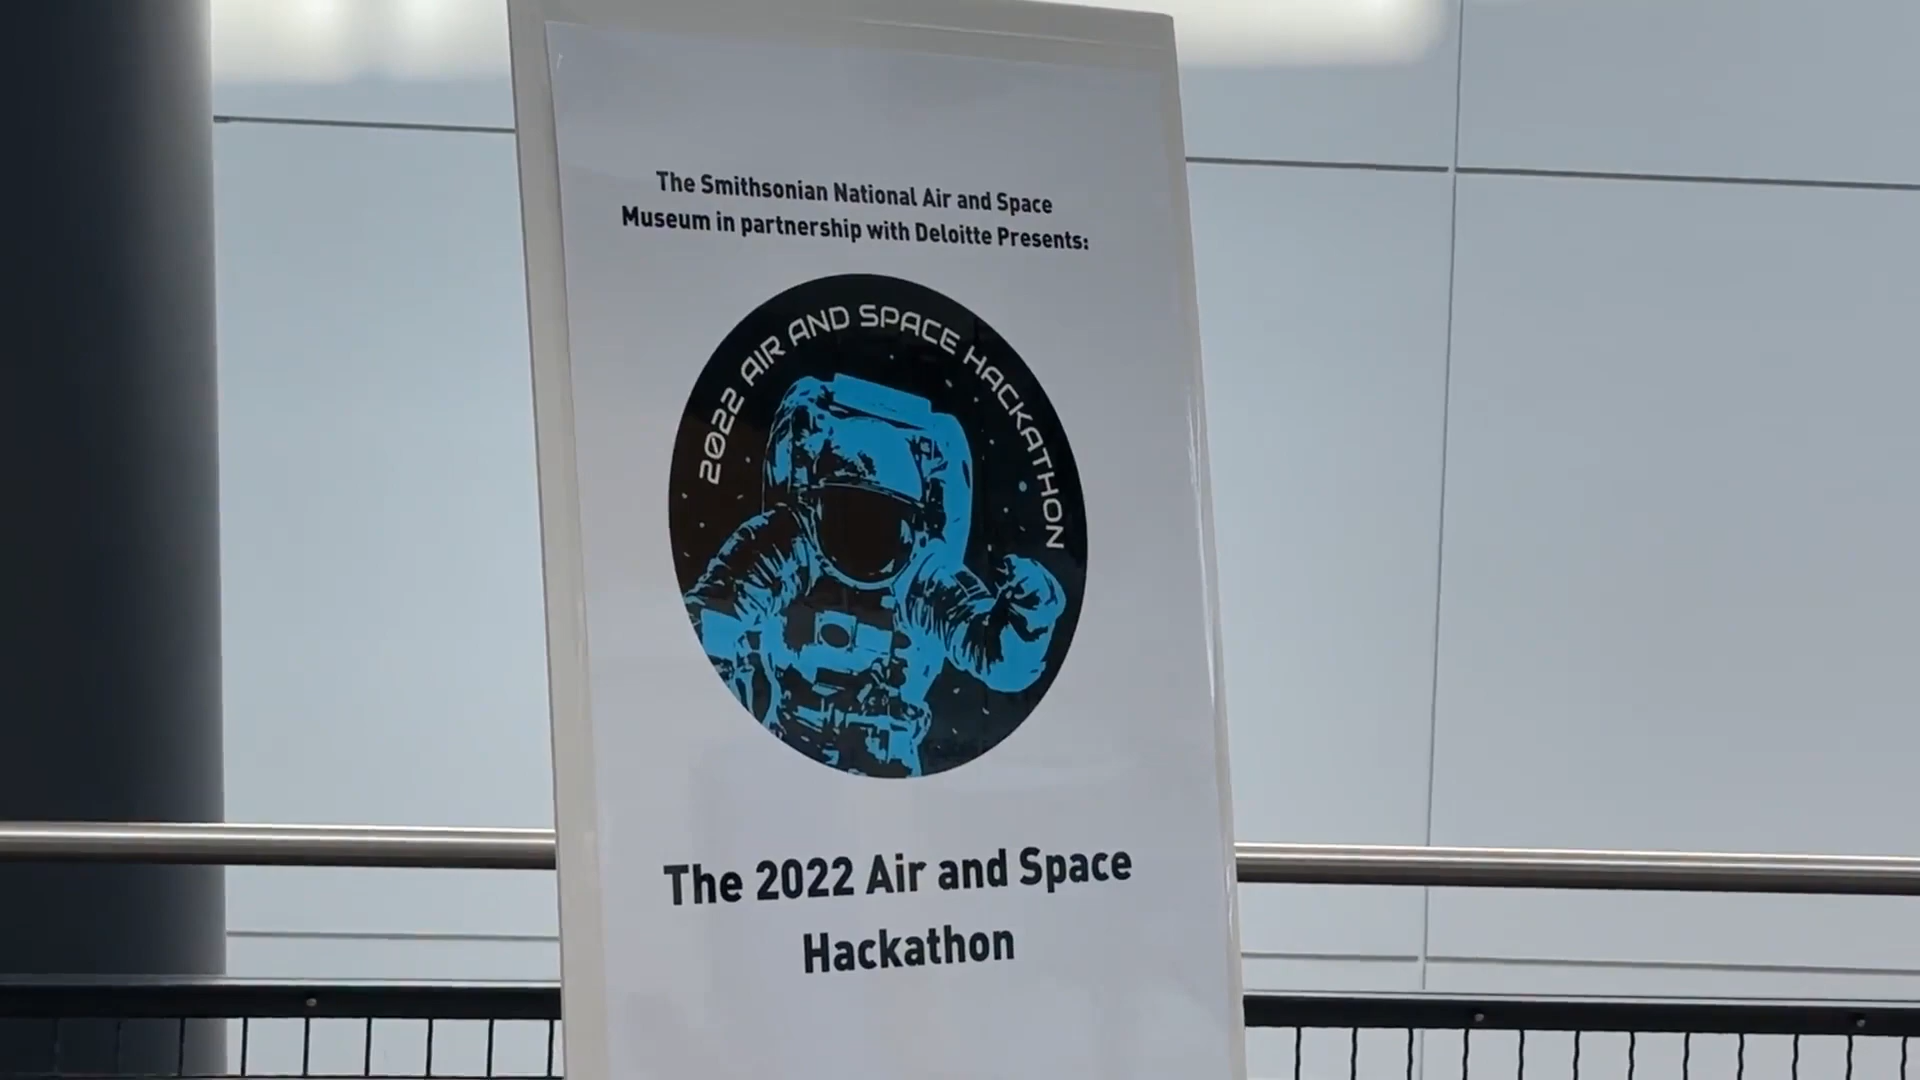 The Smithsonian National Air and Space
Museum in partnership with Deloitte Presents:
2022 AIR AND SPACE HACKATHON
The 2022 Air and Space
Hackathon